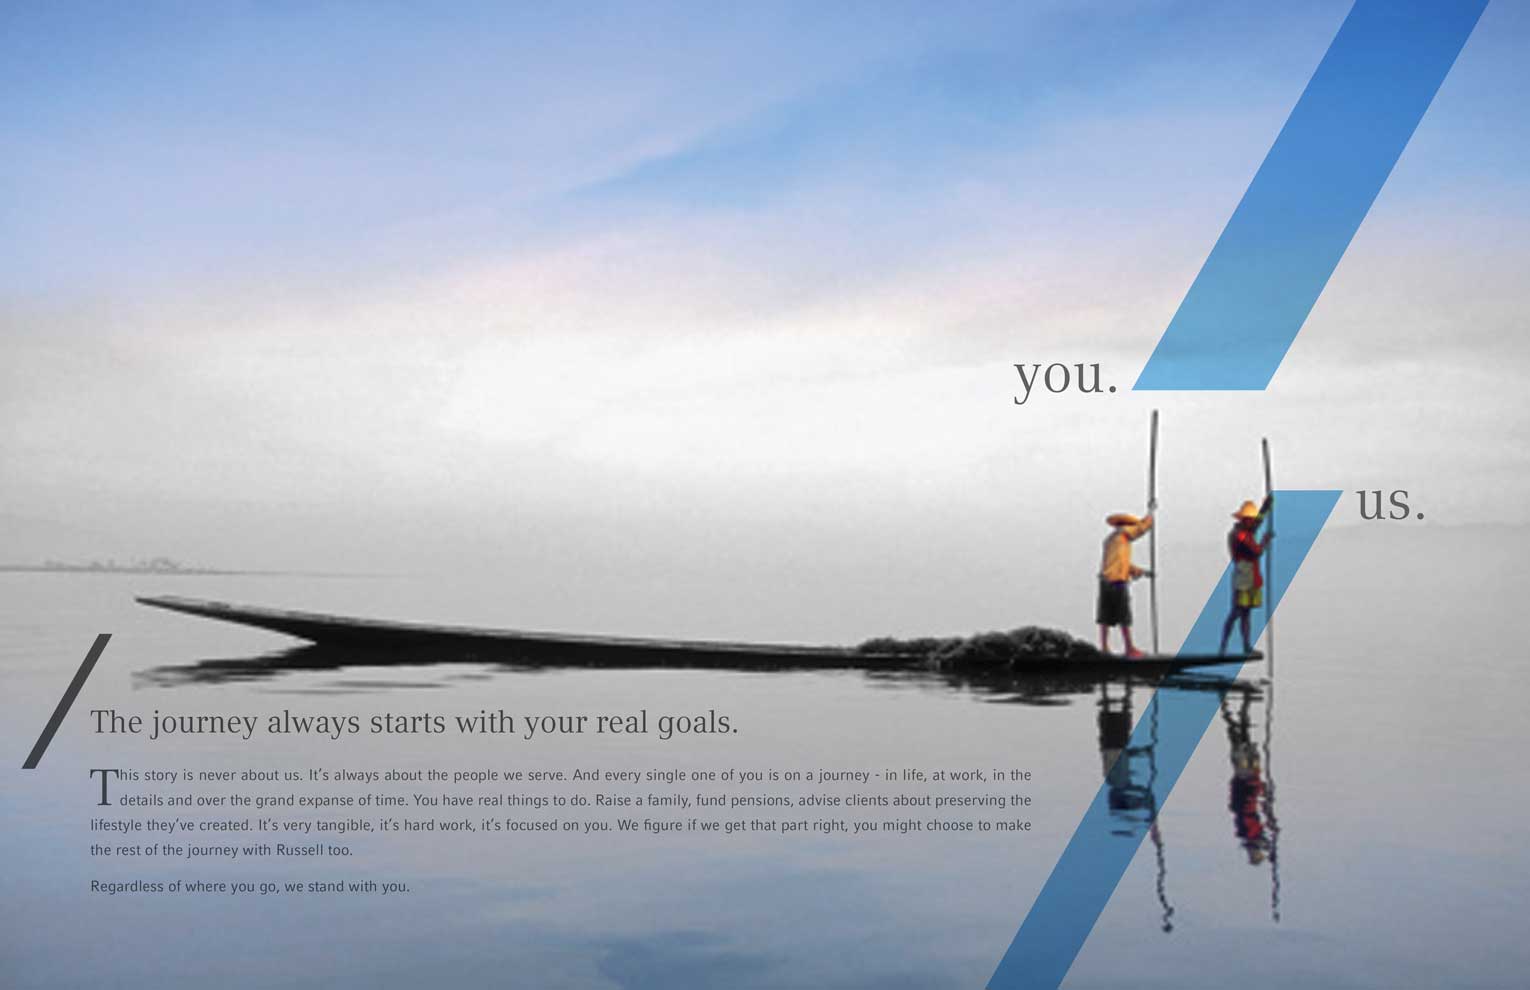 you.
us.
The journey always starts with your real goals.
This story is never about us. It’s always about the people we serve. And every single one of you is on a journey - in life, at work, in the
details and over the grand expanse of time. You have real things to do. Raise a family, fund pensions, advise clients about preserving the
lifestyle they’ve created. It’s very tangible, it’s hard work, it’s focused on you. We figure if we get that part right, you might choose to make
the rest of the journey with Russell too.
Regardless of where you go, we stand with you.